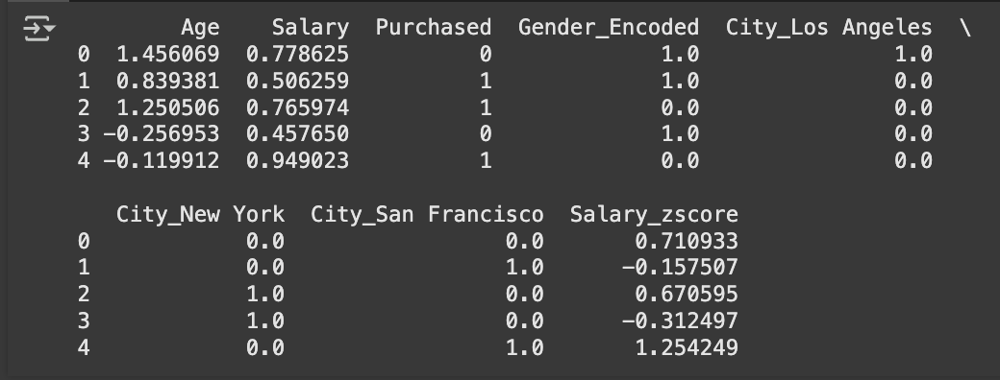 Age    Salary  Purchased  Gender_Encoded  City_Los Angeles  \
0  1.456069  0.778625          0             1.0               1.0
1  0.839381  0.506259          1             1.0               0.0
2  1.250506  0.765974          1             0.0               0.0
3 -0.256953  0.457650          0             1.0               0.0
4 -0.119912  0.949023          1             0.0               0.0
   City_New York  City_San Francisco  Salary_zscore
0            0.0                 0.0       0.710933
1            0.0                 1.0      -0.157507
2            1.0                 0.0       0.670595
3            1.0                 0.0      -0.312497
4            0.0                 1.0       1.254249